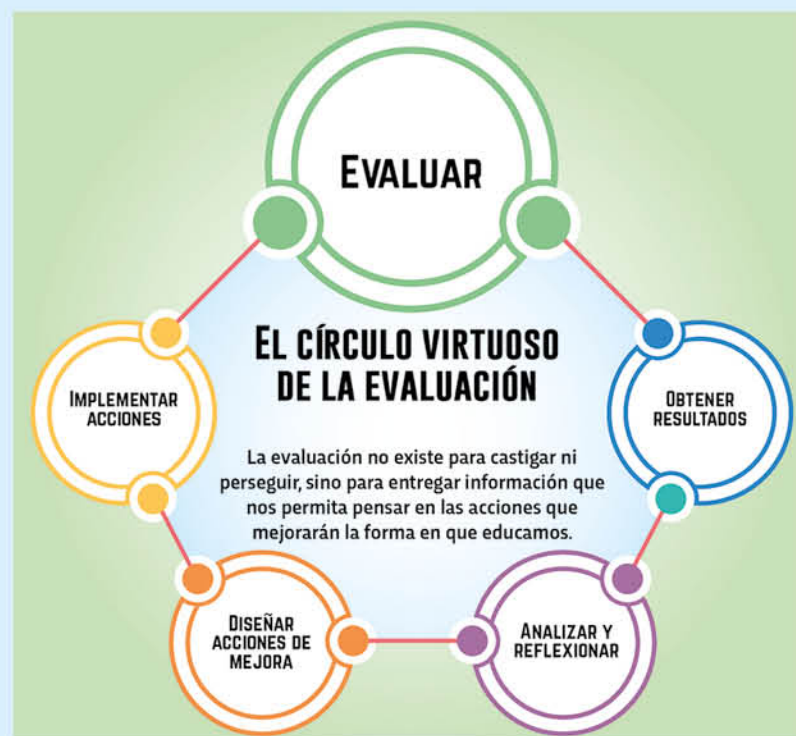 EVALUAR
EL CÍRCULO VIRTUOSO
DE LA EVALUACIÓN
La evaluación no existe para castigar ni
perseguir, sino para entregar información que
nos permita pensar en las acciones que
mejorarán la forma en que educamos.
OBTENER
RESULTADOS
ANALIZAR Y
REFLEXIONAR
DISEÑAR
ACCIONES DE
MEJORA
IMPLEMENTAR
ACCIONES